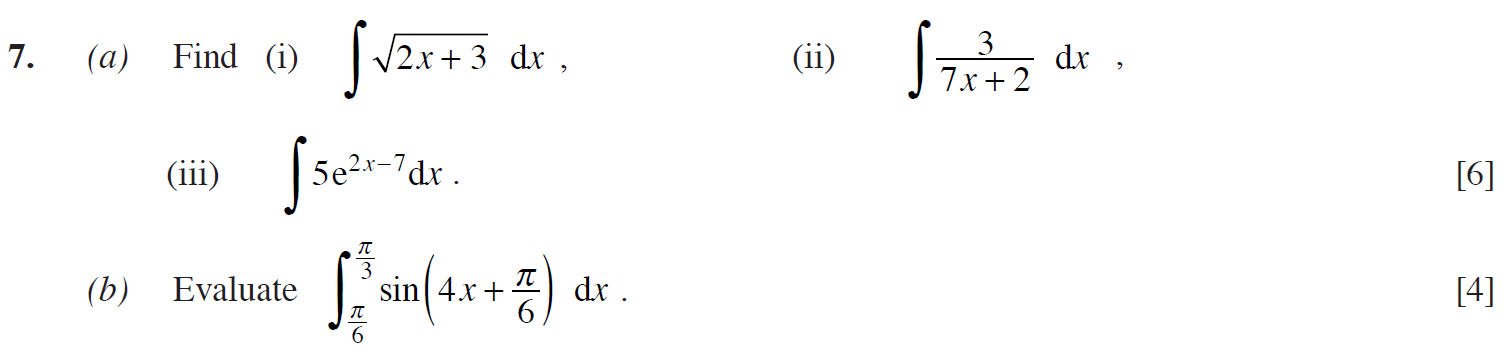 7. (a) Find (i) ∫ √(2x + 3) dx , (ii) ∫ 3/(7x + 2) dx ,
(iii) ∫ 5e^(2x−7) dx . [6]
(b) Evaluate ∫_(π/6)^(π/3) sin(4x + π/6) dx . [4]